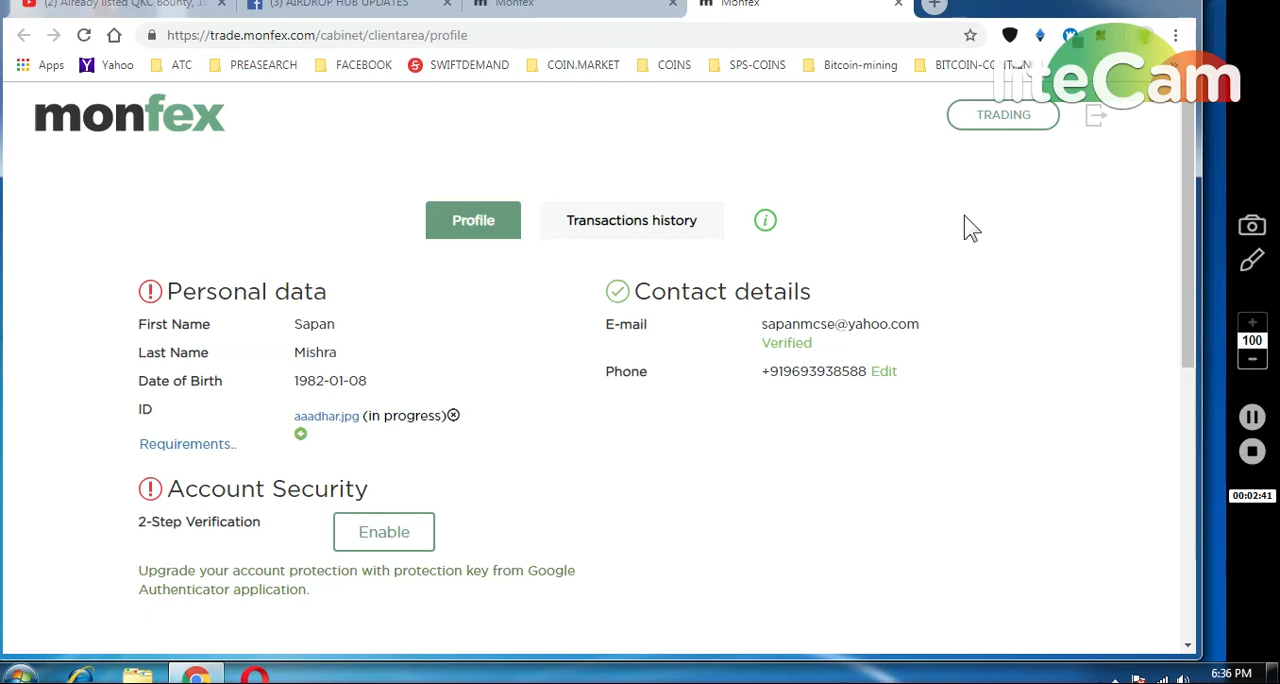 (2) Already listed QKC Bounty, 10
(3) AIRDROP HUB UPDATES
Monfex
Monfex
https://trade.monfex.com/cabinet/clientarea/profile
Apps
Yahoo
ATC
PREASEARCH
FACEBOOK
SWIFTDEMAND
COIN.MARKET
COINS
SPS-COINS
Bitcoin-mining
liteCam
monfex
TRADING
Profile
Transactions history
Personal data
Contact details
First Name Sapan
E-mail sapanmcse@yahoo.com
Verified
Last Name Mishra
Phone +919693938588 Edit
Date of Birth 1982-01-08
ID aaadhar.jpg (in progress)
Requirements..
Account Security
2-Step Verification Enable
Upgrade your account protection with protection key from Google
Authenticator application.
100
00:02:41
6:36 PM